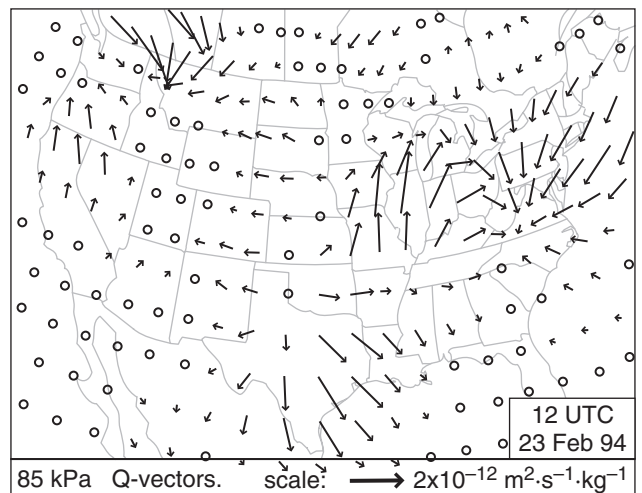 12 UTC
23 Feb 94
85 kPa Q-vectors. scale: → 2x10⁻¹² m²·s⁻¹·kg⁻¹